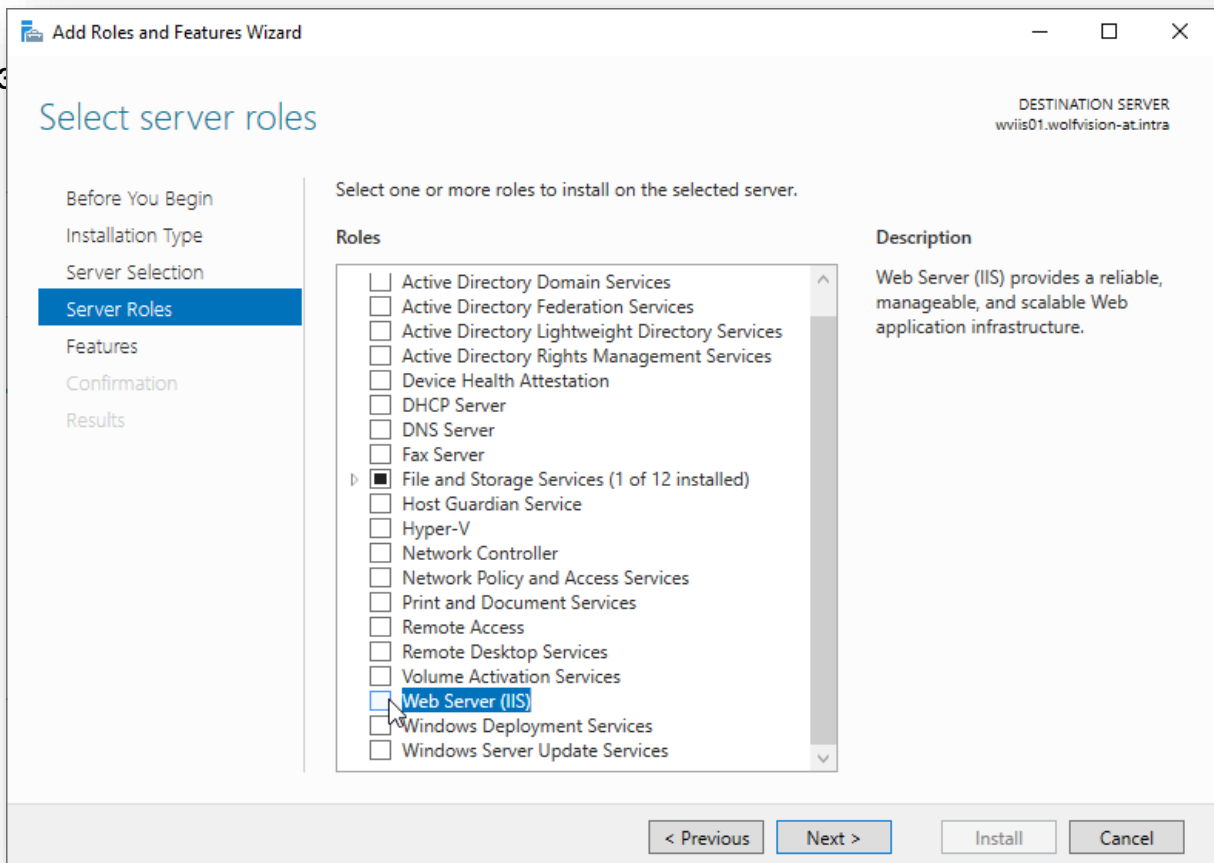 Add Roles and Features Wizard
3
Select server roles
DESTINATION SERVER
wviis01.wolfvision-at.intra
Before You Begin
Installation Type
Server Selection
Server Roles
Features
Confirmation
Results
Select one or more roles to install on the selected server.
Roles
Active Directory Domain Services
Active Directory Federation Services
Active Directory Lightweight Directory Services
Active Directory Rights Management Services
Device Health Attestation
DHCP Server
DNS Server
Fax Server
File and Storage Services (1 of 12 installed)
Host Guardian Service
Hyper-V
Network Controller
Network Policy and Access Services
Print and Document Services
Remote Access
Remote Desktop Services
Volume Activation Services
Web Server (IIS)
Windows Deployment Services
Windows Server Update Services
Description
Web Server (IIS) provides a reliable,
manageable, and scalable Web
application infrastructure.
< Previous
Next >
Install
Cancel